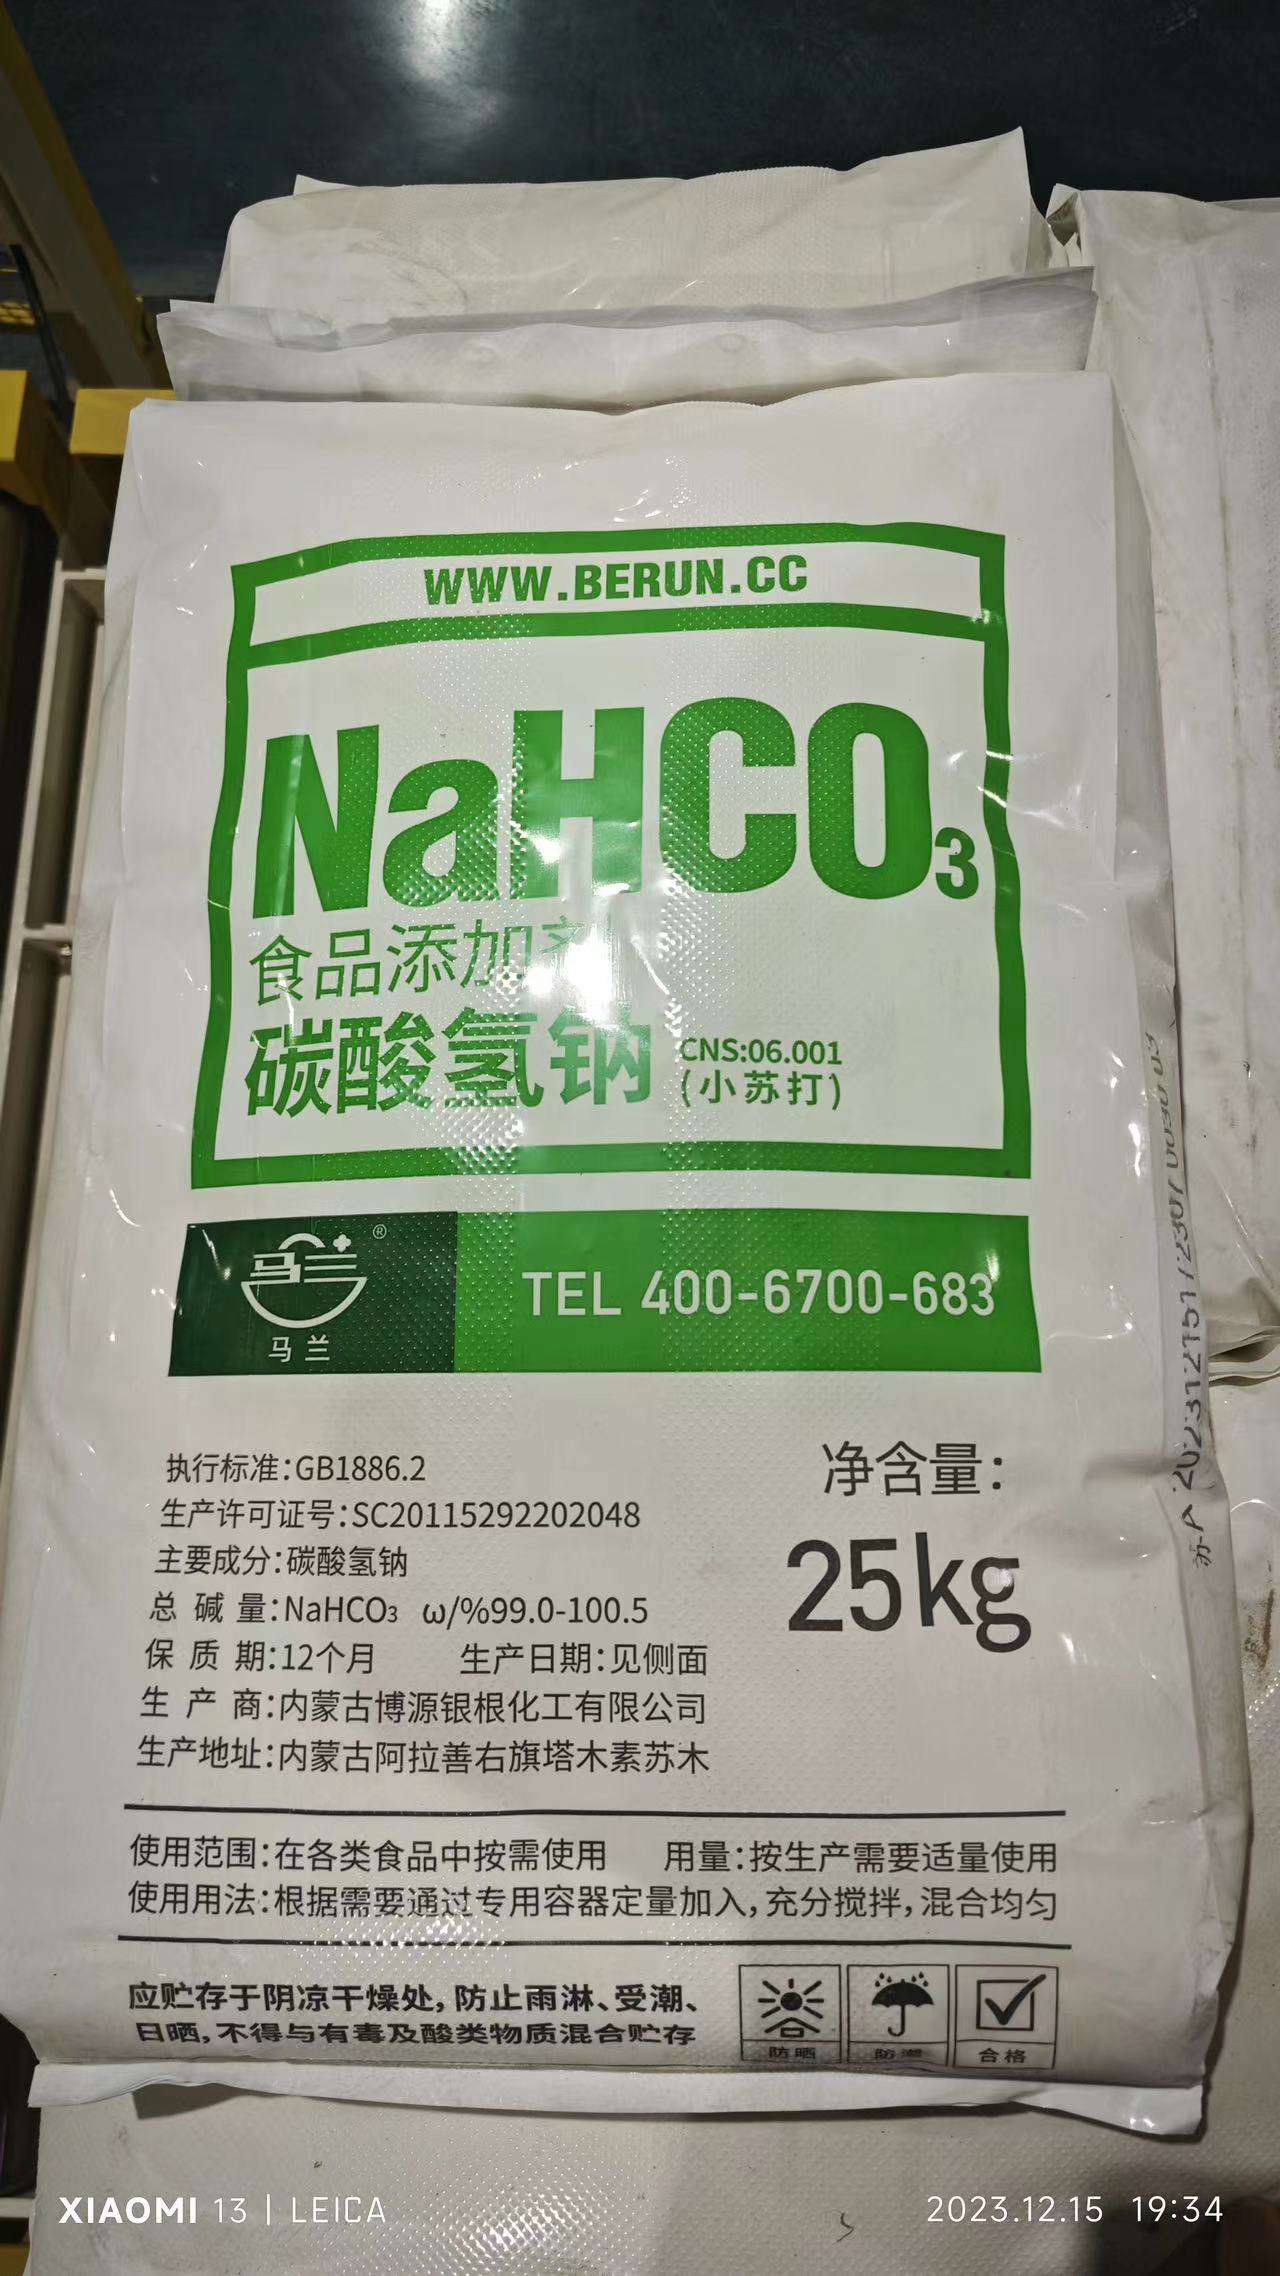 WWW.BERUN.CC
NaHCO₃
食品添加剂
碳酸氢钠
CNS:06.001
(小苏打)
®
马兰
马兰
TEL 400-6700-683
执行标准:GB1886.2
生产许可证号:SC20115292202048
主要成分:碳酸氢钠
总 碱 量:NaHCO₃ ω/%99.0-100.5
保 质 期:12个月 生产日期:见侧面
生 产 商:内蒙古博源银根化工有限公司
生产地址:内蒙古阿拉善右旗塔木素苏木
净含量:
25kg
使用范围:在各类食品中按需使用 用量:按生产需要适量使用
使用用法:根据需要通过专用容器定量加入,充分搅拌,混合均匀
应贮存于阴凉干燥处,防止雨淋、受潮、
日晒,不得与有毒及酸类物质混合贮存
防晒 防潮 合格
苏-A
XIAOMI 13 | LEICA
2023.12.15 19:34